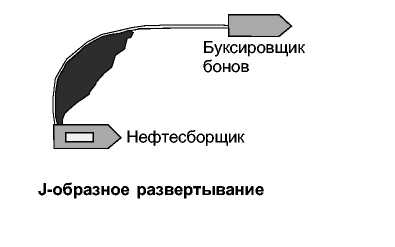 Буксировщик
бонов
Нефтесборщик
J-образное развертывание